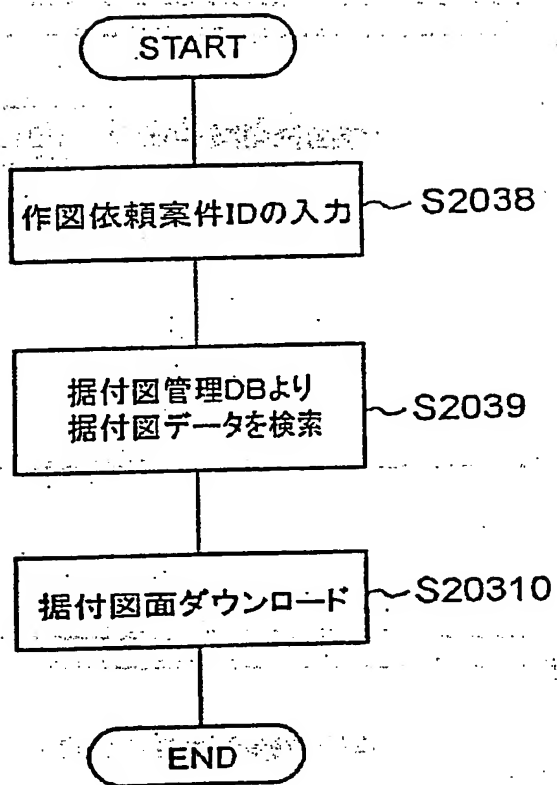 START
作図依頼案件IDの入力
S2038
据付図管理DBより
据付図データを検索
S2039
据付図面ダウンロード
S20310
END